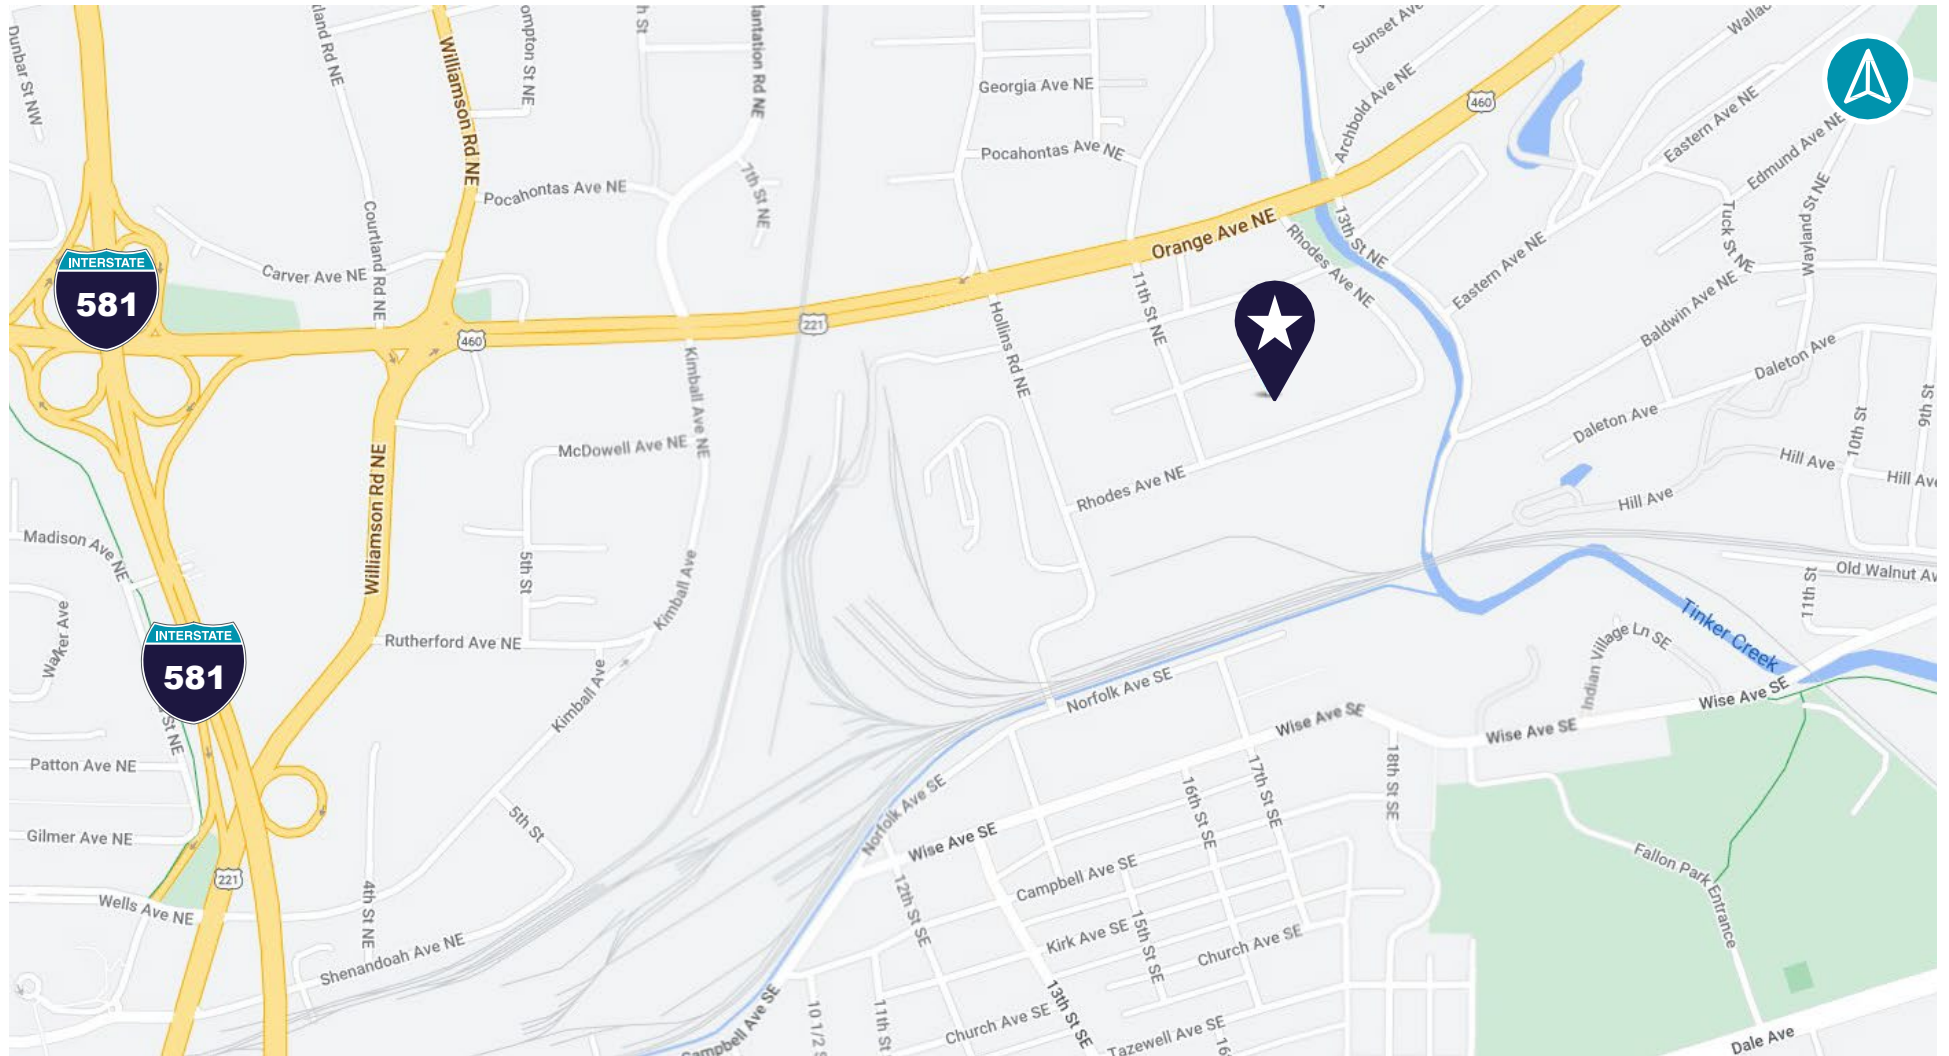 Dunbar St NW
Williamson Rd NE
Georgia Ave NE
Sunset Ave
Archbold Ave NE
460
Eastern Ave NE
Edmund Ave NE
Pocahontas Ave NE
Pocahontas Ave NE
7th St NE
Courtland Rd NE
Carver Ave NE
INTERSTATE
581
460
221
Orange Ave NE
13th St NE
Rhodes Ave NE
11th St NE
Hollins Rd NE
Eastern Ave NE
Tuck St NE
Wayland St NE
Baldwin Ave NE
Daleton Ave
Daleton Ave
10th St
9th St
Hill Ave
Hill Ave
Hill Ave
Kimball Ave NE
McDowell Ave NE
Williamson Rd NE
Rhodes Ave NE
Madison Ave NE
5th St
Kimball Ave
Old Walnut Av
11th St
Tinker Creek
Rutherford Ave NE
INTERSTATE
581
St NE
Kimball Ave
Norfolk Ave SE
Indian Village Ln SE
Wise Ave SE
Wise Ave SE
Wise Ave SE
Patton Ave NE
Gilmer Ave NE
5th St
Norfolk Ave SE
Wise Ave SE
16th St SE
17th St SE
18th St SE
221
Wells Ave NE
4th St NE
Shenandoah Ave NE
12th St SE
Campbell Ave SE
Kirk Ave SE
15th St SE
Church Ave SE
Fallon Park Entrance
Campbell Ave SE
10 1/2 S
11th St
Church Ave SE
13th St SE
Tazewell Ave SE
16
Dale Ave